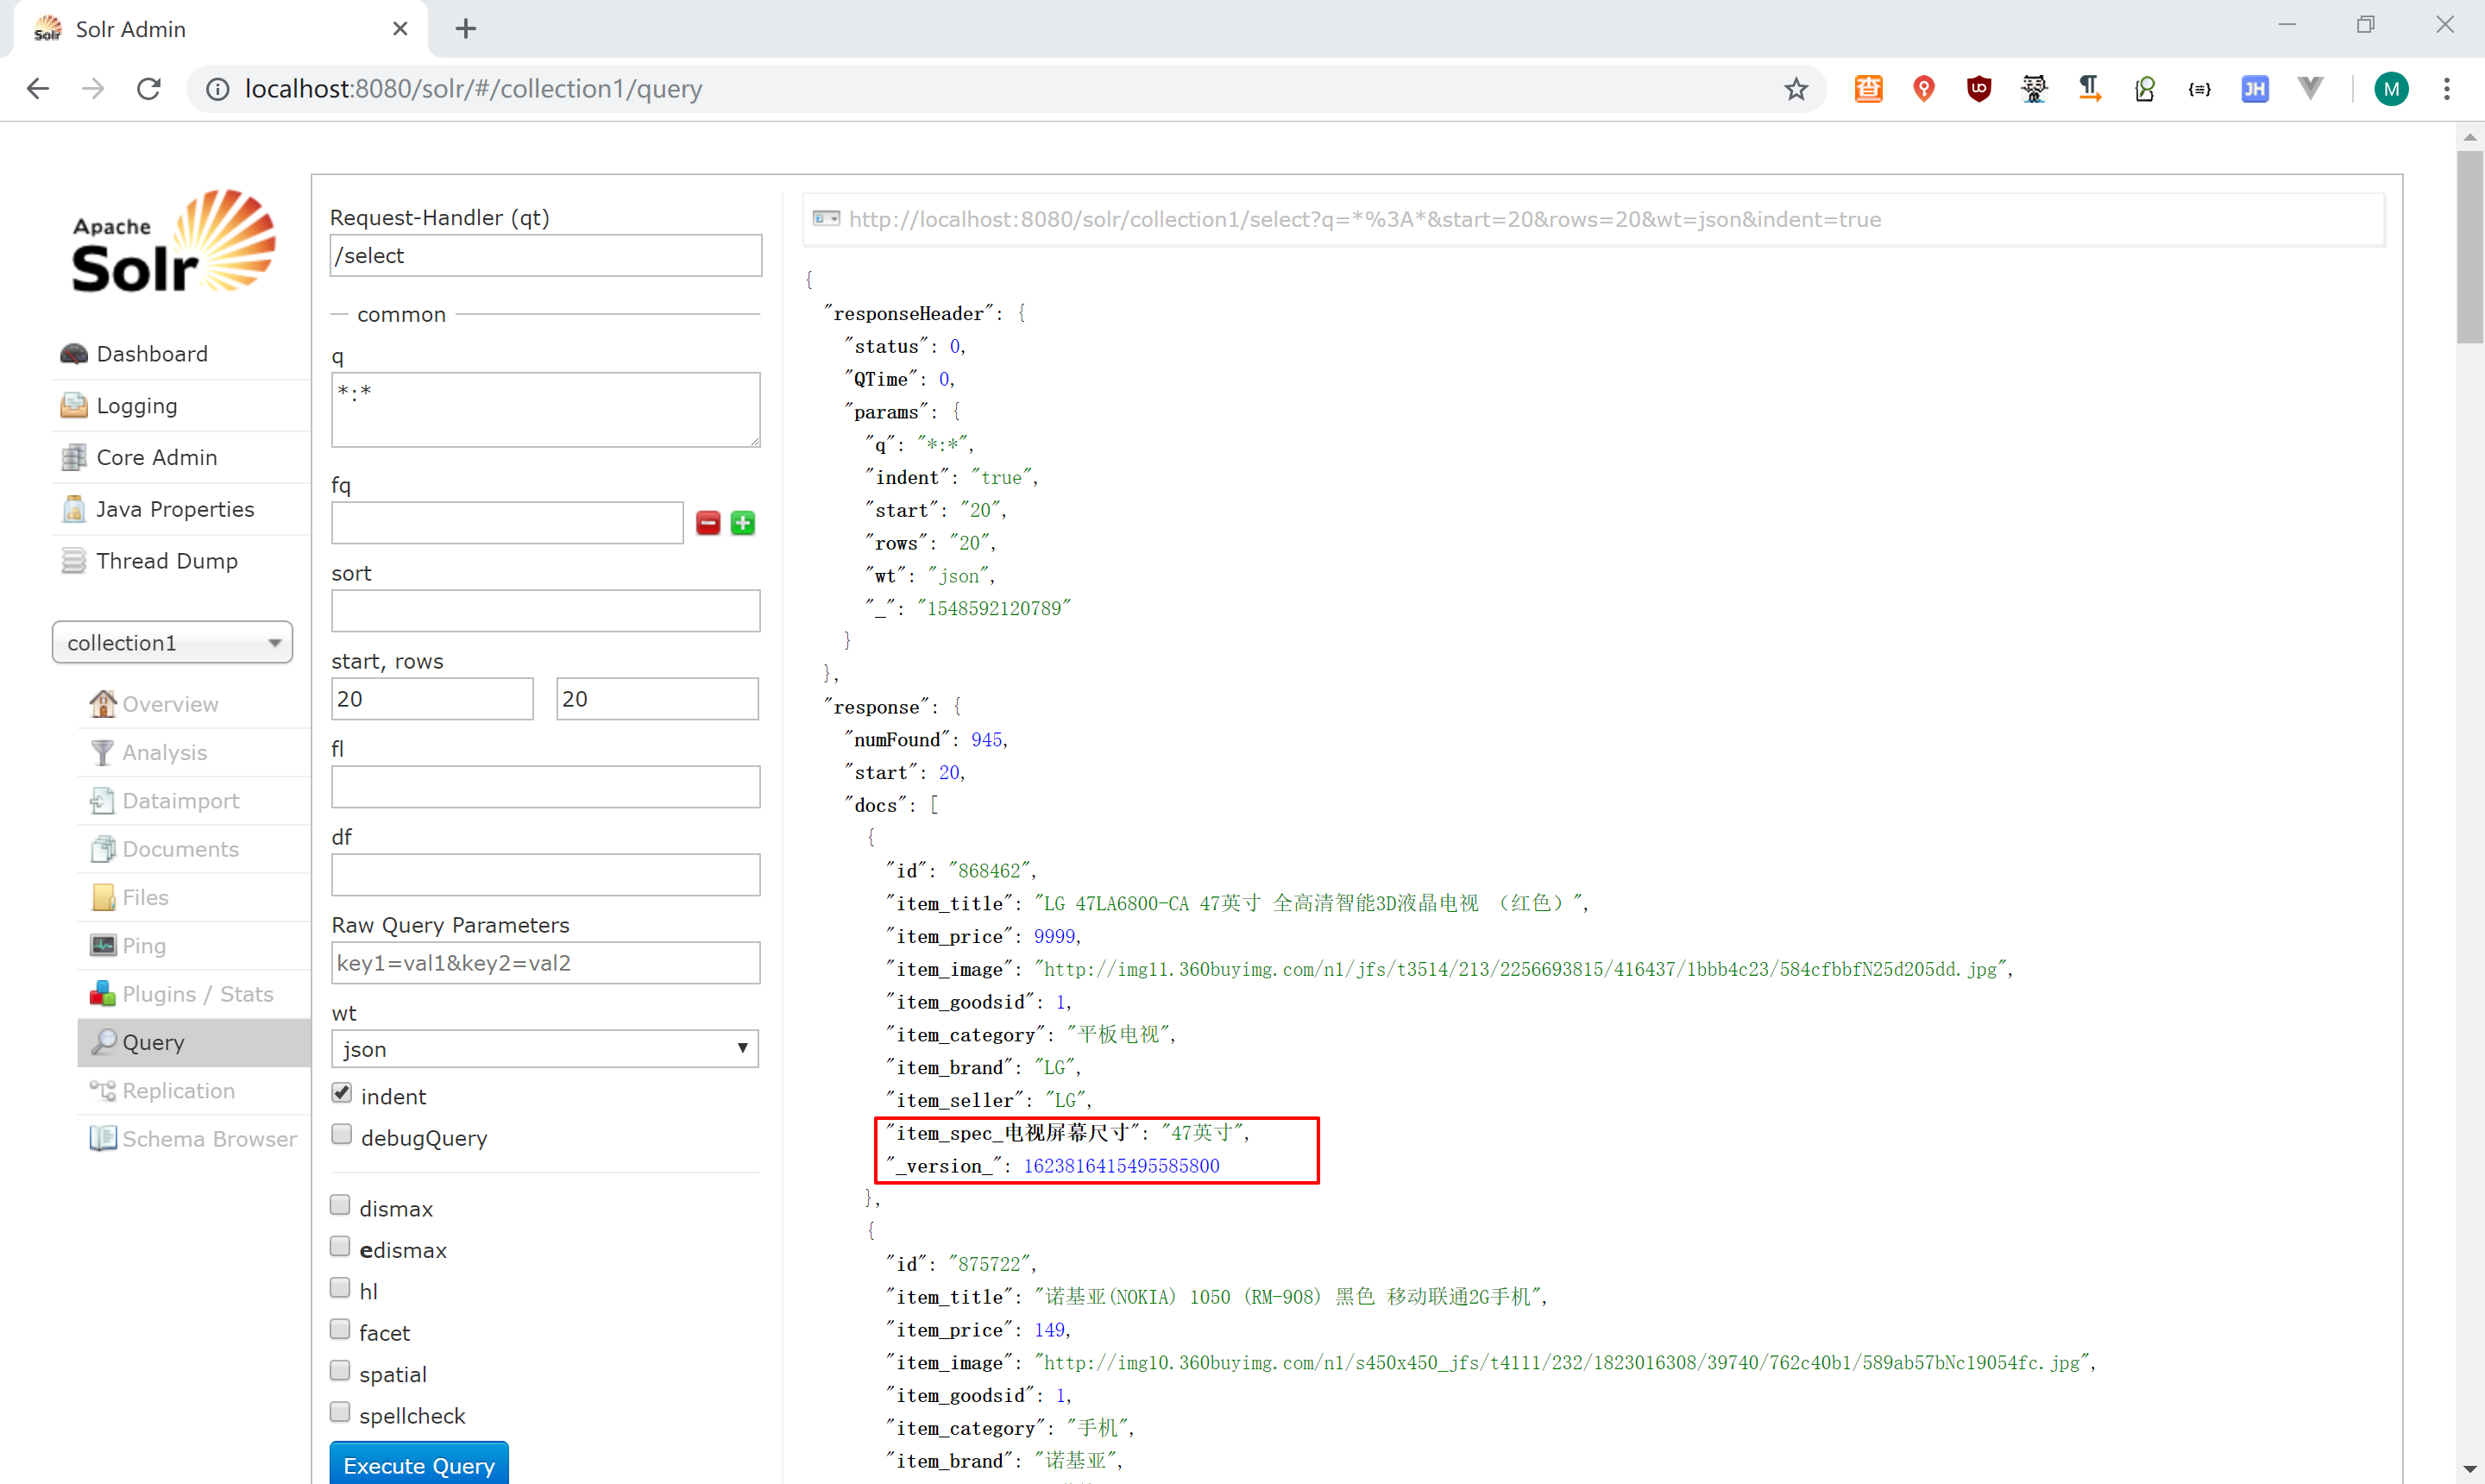 Solr Admin
localhost:8080/solr/#/collection1/query
JH
M
Apache
Solr
Dashboard
Logging
Core Admin
Java Properties
Thread Dump
collection1
Overview
Analysis
Dataimport
Documents
Files
Ping
Plugins / Stats
Query
Replication
Schema Browser
Request-Handler (qt)
/select
common
q
*:*
fq
sort
start, rows
20 20
fl
df
Raw Query Parameters
key1=val1&key2=val2
wt
json
indent
debugQuery
dismax
edismax
hl
facet
spatial
spellcheck
Execute Query
http://localhost:8080/solr/collection1/select?q=*%3A*&start=20&rows=20&wt=json&indent=true
{
"responseHeader": {
"status": 0,
"QTime": 0,
"params": {
"q": "*:*",
"indent": "true",
"start": "20",
"rows": "20",
"wt": "json",
"_": "1548592120789"
}
},
"response": {
"numFound": 945,
"start": 20,
"docs": [
{
"id": "868462",
"item_title": "LG 47LA6800-CA 47英寸 全高清智能3D液晶电视 （红色）",
"item_price": 9999,
"item_image": "http://img11.360buyimg.com/n1/jfs/t3514/213/2256693815/416437/1bbb4c23/584cfbbfN25d205dd.jpg",
"item_goodsid": 1,
"item_category": "平板电视",
"item_brand": "LG",
"item_seller": "LG",
"item_spec_电视屏幕尺寸": "47英寸",
"_version_": 1623816415495585800
},
{
"id": "875722",
"item_title": "诺基亚(NOKIA) 1050 (RM-908) 黑色 移动联通2G手机",
"item_price": 149,
"item_image": "http://img10.360buyimg.com/n1/s450x450_jfs/t4111/232/1823016308/39740/762c40b1/589ab57bNc19054fc.jpg",
"item_goodsid": 1,
"item_category": "手机",
"item_brand": "诺基亚",